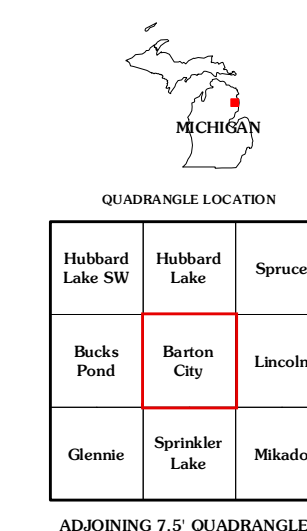 MICHIGAN
QUADRANGLE LOCATION
Hubbard
Lake SW
Hubbard
Lake
Spruce
Bucks
Pond
Barton
City
Lincoln
Glennie
Sprinkler
Lake
Mikado
ADJOINING 7.5' QUADRANGLE